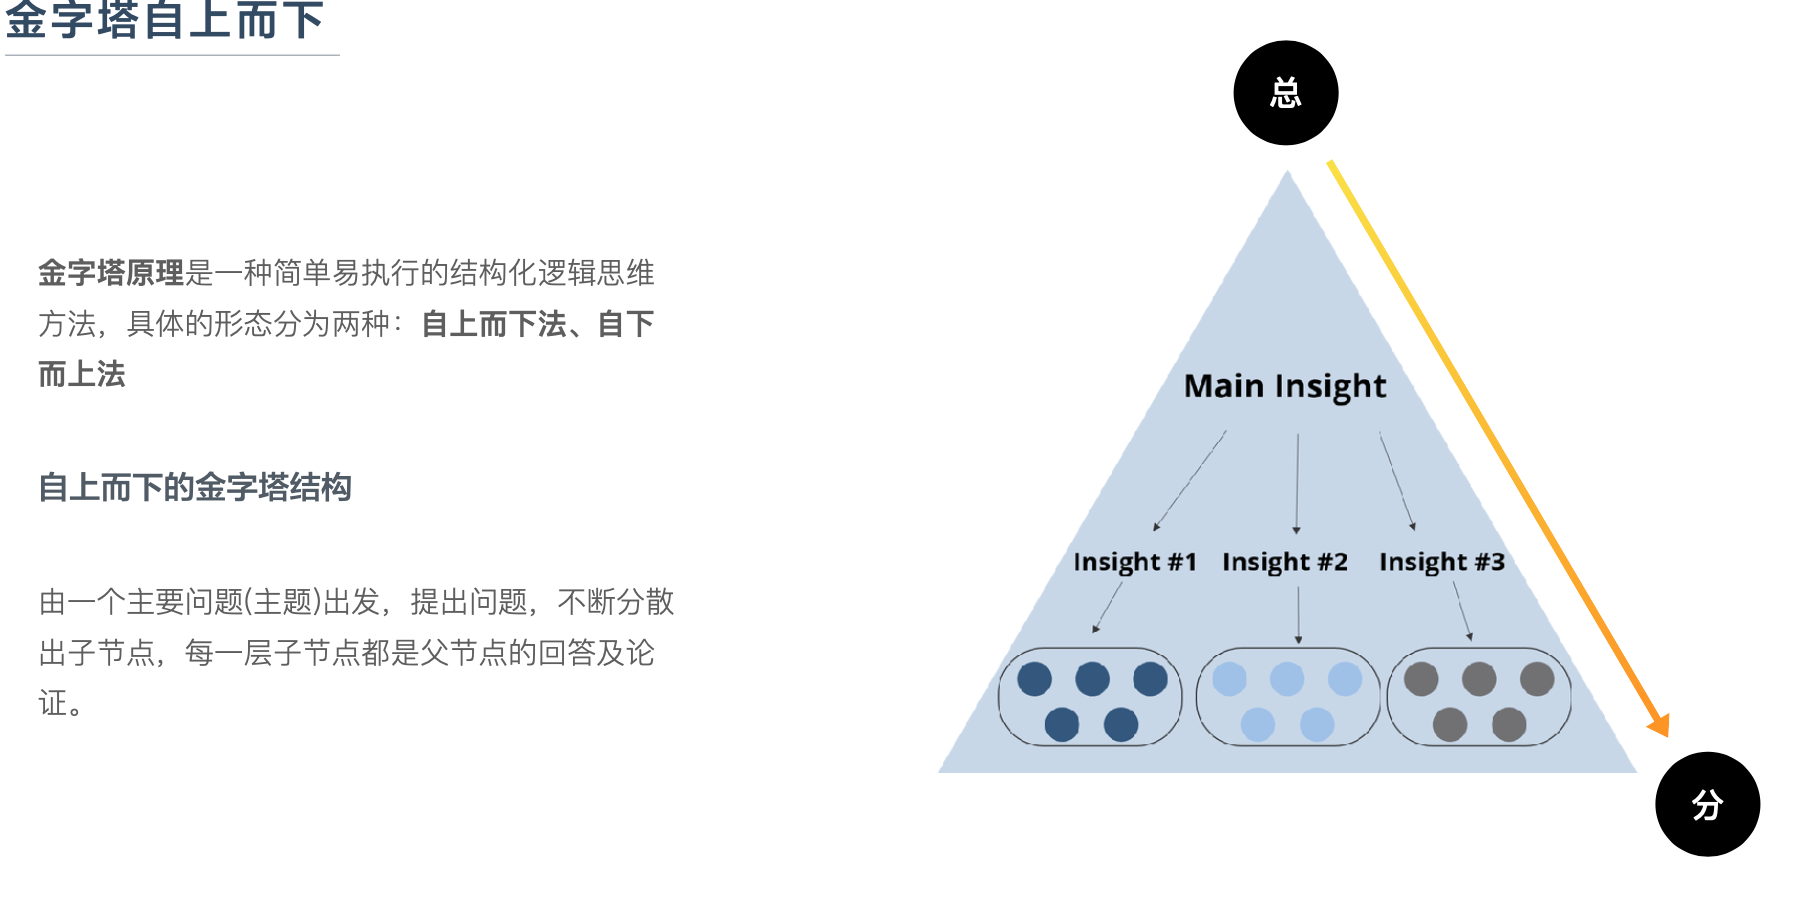 金字塔自上而下
金字塔原理是一种简单易执行的结构化逻辑思维
方法，具体的形态分为两种：自上而下法、自下
而上法
自上而下的金字塔结构
由一个主要问题(主题)出发，提出问题，不断分散
出子节点，每一层子节点都是父节点的回答及论
证。
总
Main Insight
Insight #1 Insight #2 Insight #3
分